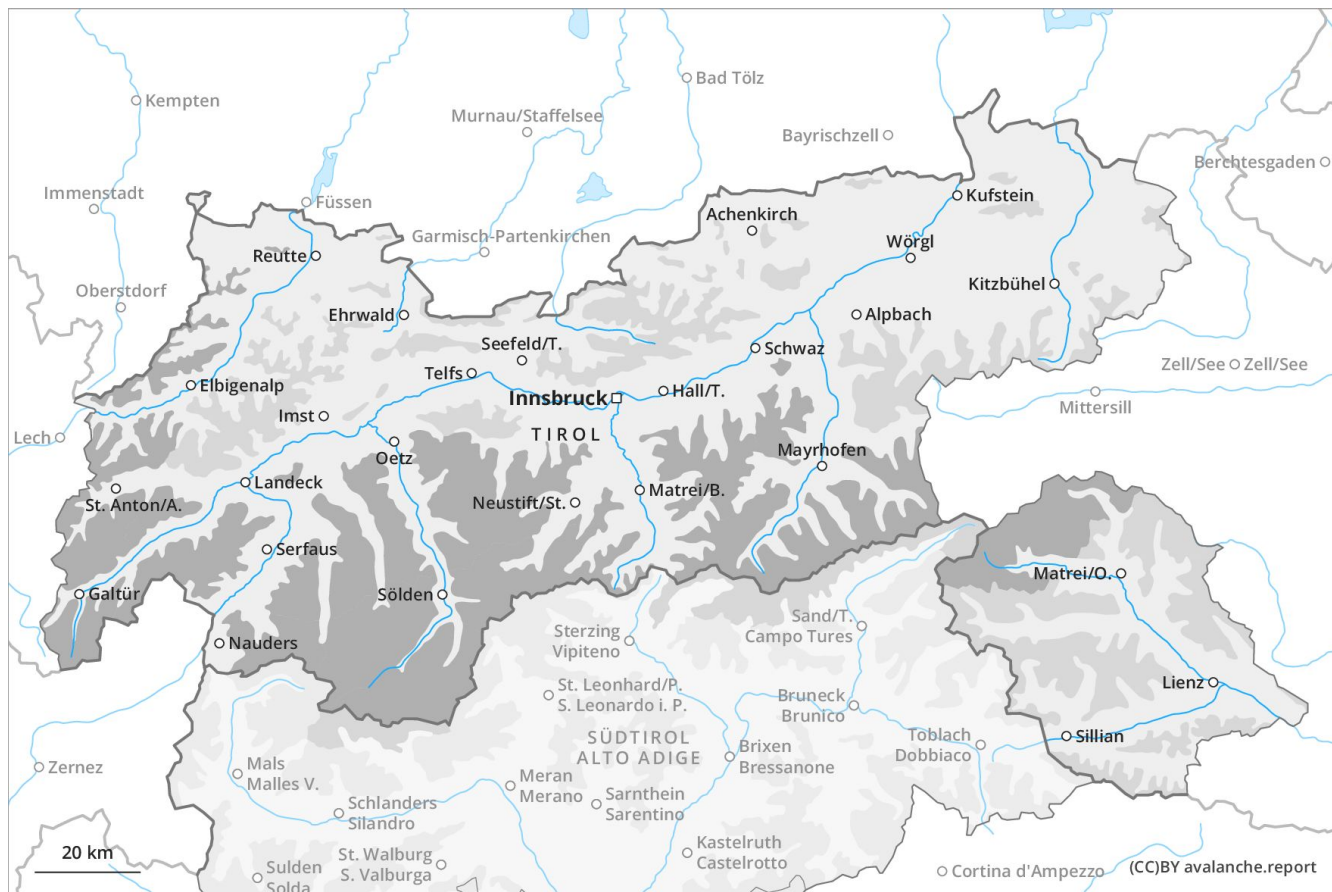 Bad Tölz
Kempten
Murnau/Staffelsee
Bayrischzell
Berchtesgaden
Immenstadt
Füssen
Kufstein
Achenkirch
Garmisch-Partenkirchen
Wörgl
Reutte
Kitzbühel
Oberstdorf
Ehrwald
Alpbach
Seefeld/T.
Schwaz
Zell/See
Zell/See
Telfs
Elbigenalp
Hall/T.
Innsbruck
Mittersill
Imst
Lech
TIROL
Oetz
Mayrhofen
Landeck
St. Anton/A.
Neustift/St.
Matrei/B.
Serfaus
Matrei/O.
Galtür
Sölden
Sand/T.
Campo Tures
Sterzing
Vipiteno
Nauders
Lienz
St. Leonhard/P.
S. Leonardo i. P.
Bruneck
Brunico
SÜDTIROL
ALTO ADIGE
Sillian
Toblach
Dobbiaco
Brixen
Bressanone
Zernez
Mals
Malles V.
Meran
Merano
Sarnthein
Sarentino
Schlanders
Silandro
Kastelruth
Castelrotto
20 km
St. Walburg
S. Valburga
Sulden
Solda
Cortina d'Ampezzo
(CC)BY avalanche.report